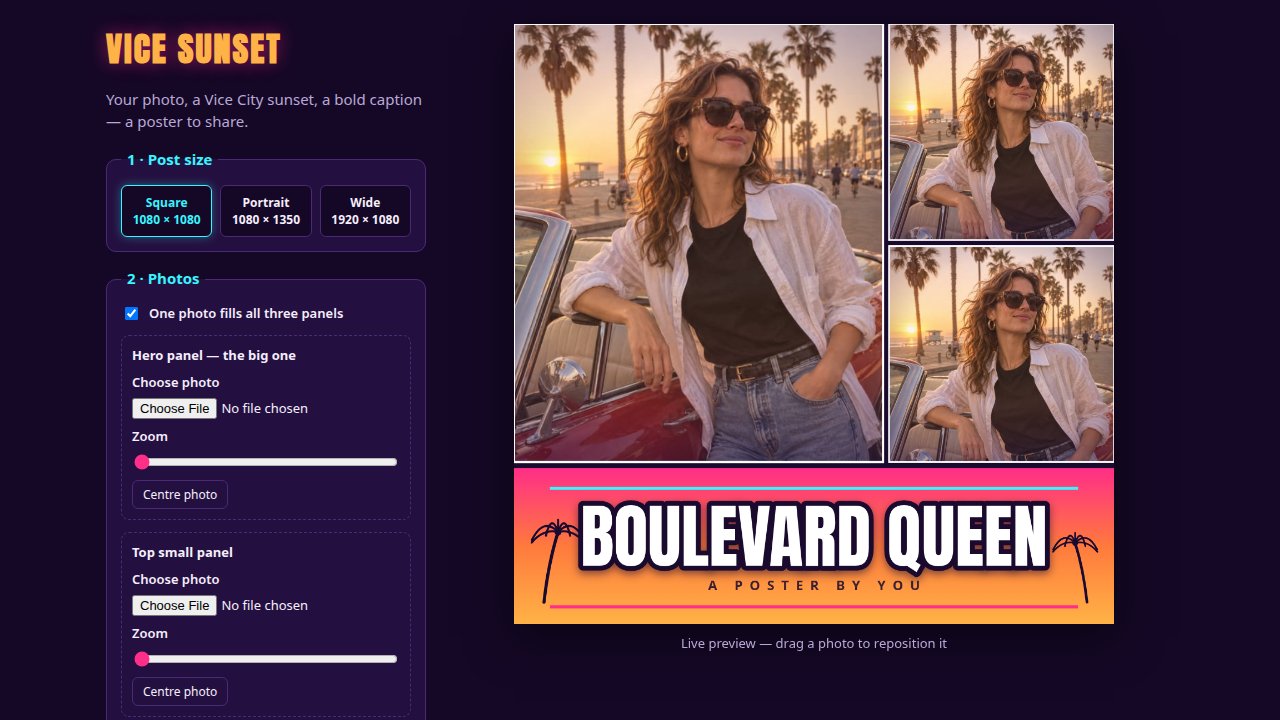 VICE SUNSET
Your photo, a Vice City sunset, a bold caption
— a poster to share.
1 · Post size
Square
1080 × 1080
Portrait
1080 × 1350
Wide
1920 × 1080
2 · Photos
One photo fills all three panels
Hero panel — the big one
Choose photo
Choose File No file chosen
Zoom
Centre photo
Top small panel
Choose photo
Choose File No file chosen
Zoom
Centre photo
BOULEVARD QUEEN
A POSTER BY YOU
Live preview — drag a photo to reposition it